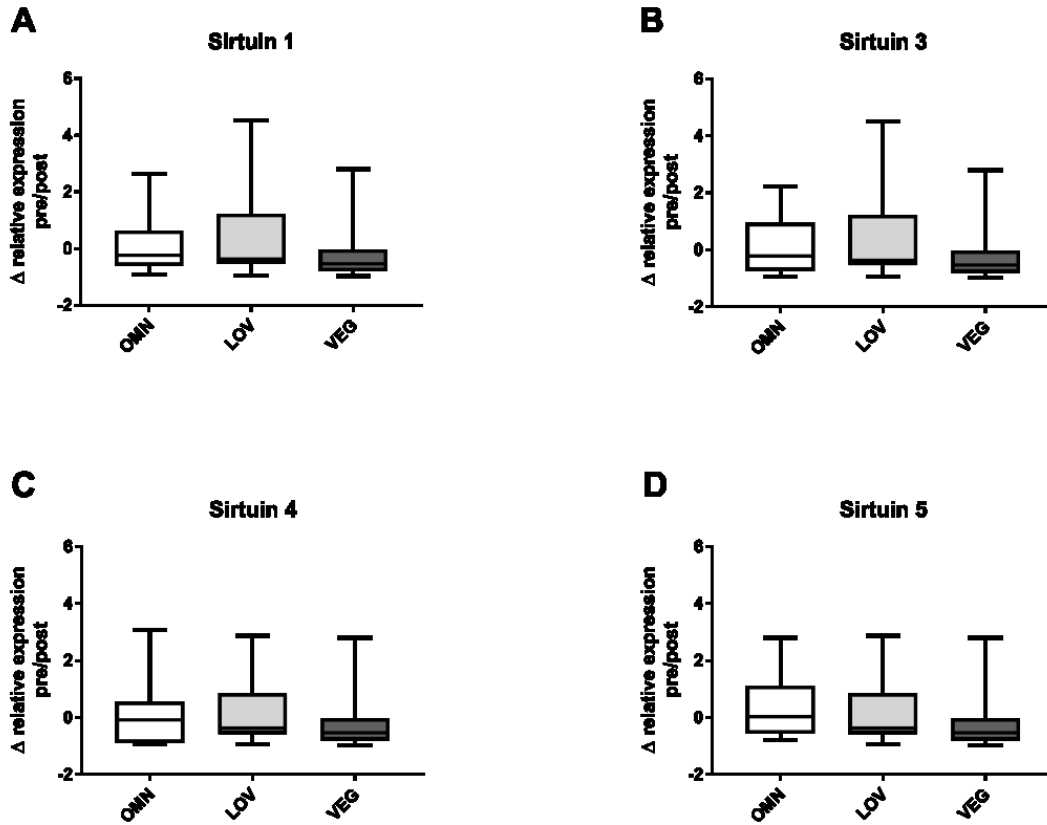 A
Sirtuin 1
Δ relative expression
pre/post
6
4
2
0
-2
OMN
LOV
VEG
B
Sirtuin 3
Δ relative expression
pre/post
6
4
2
0
-2
OMN
LOV
VEG
C
Sirtuin 4
Δ relative expression
pre/post
6
4
2
0
-2
OMN
LOV
VEG
D
Sirtuin 5
Δ relative expression
pre/post
6
4
2
0
-2
OMN
LOV
VEG